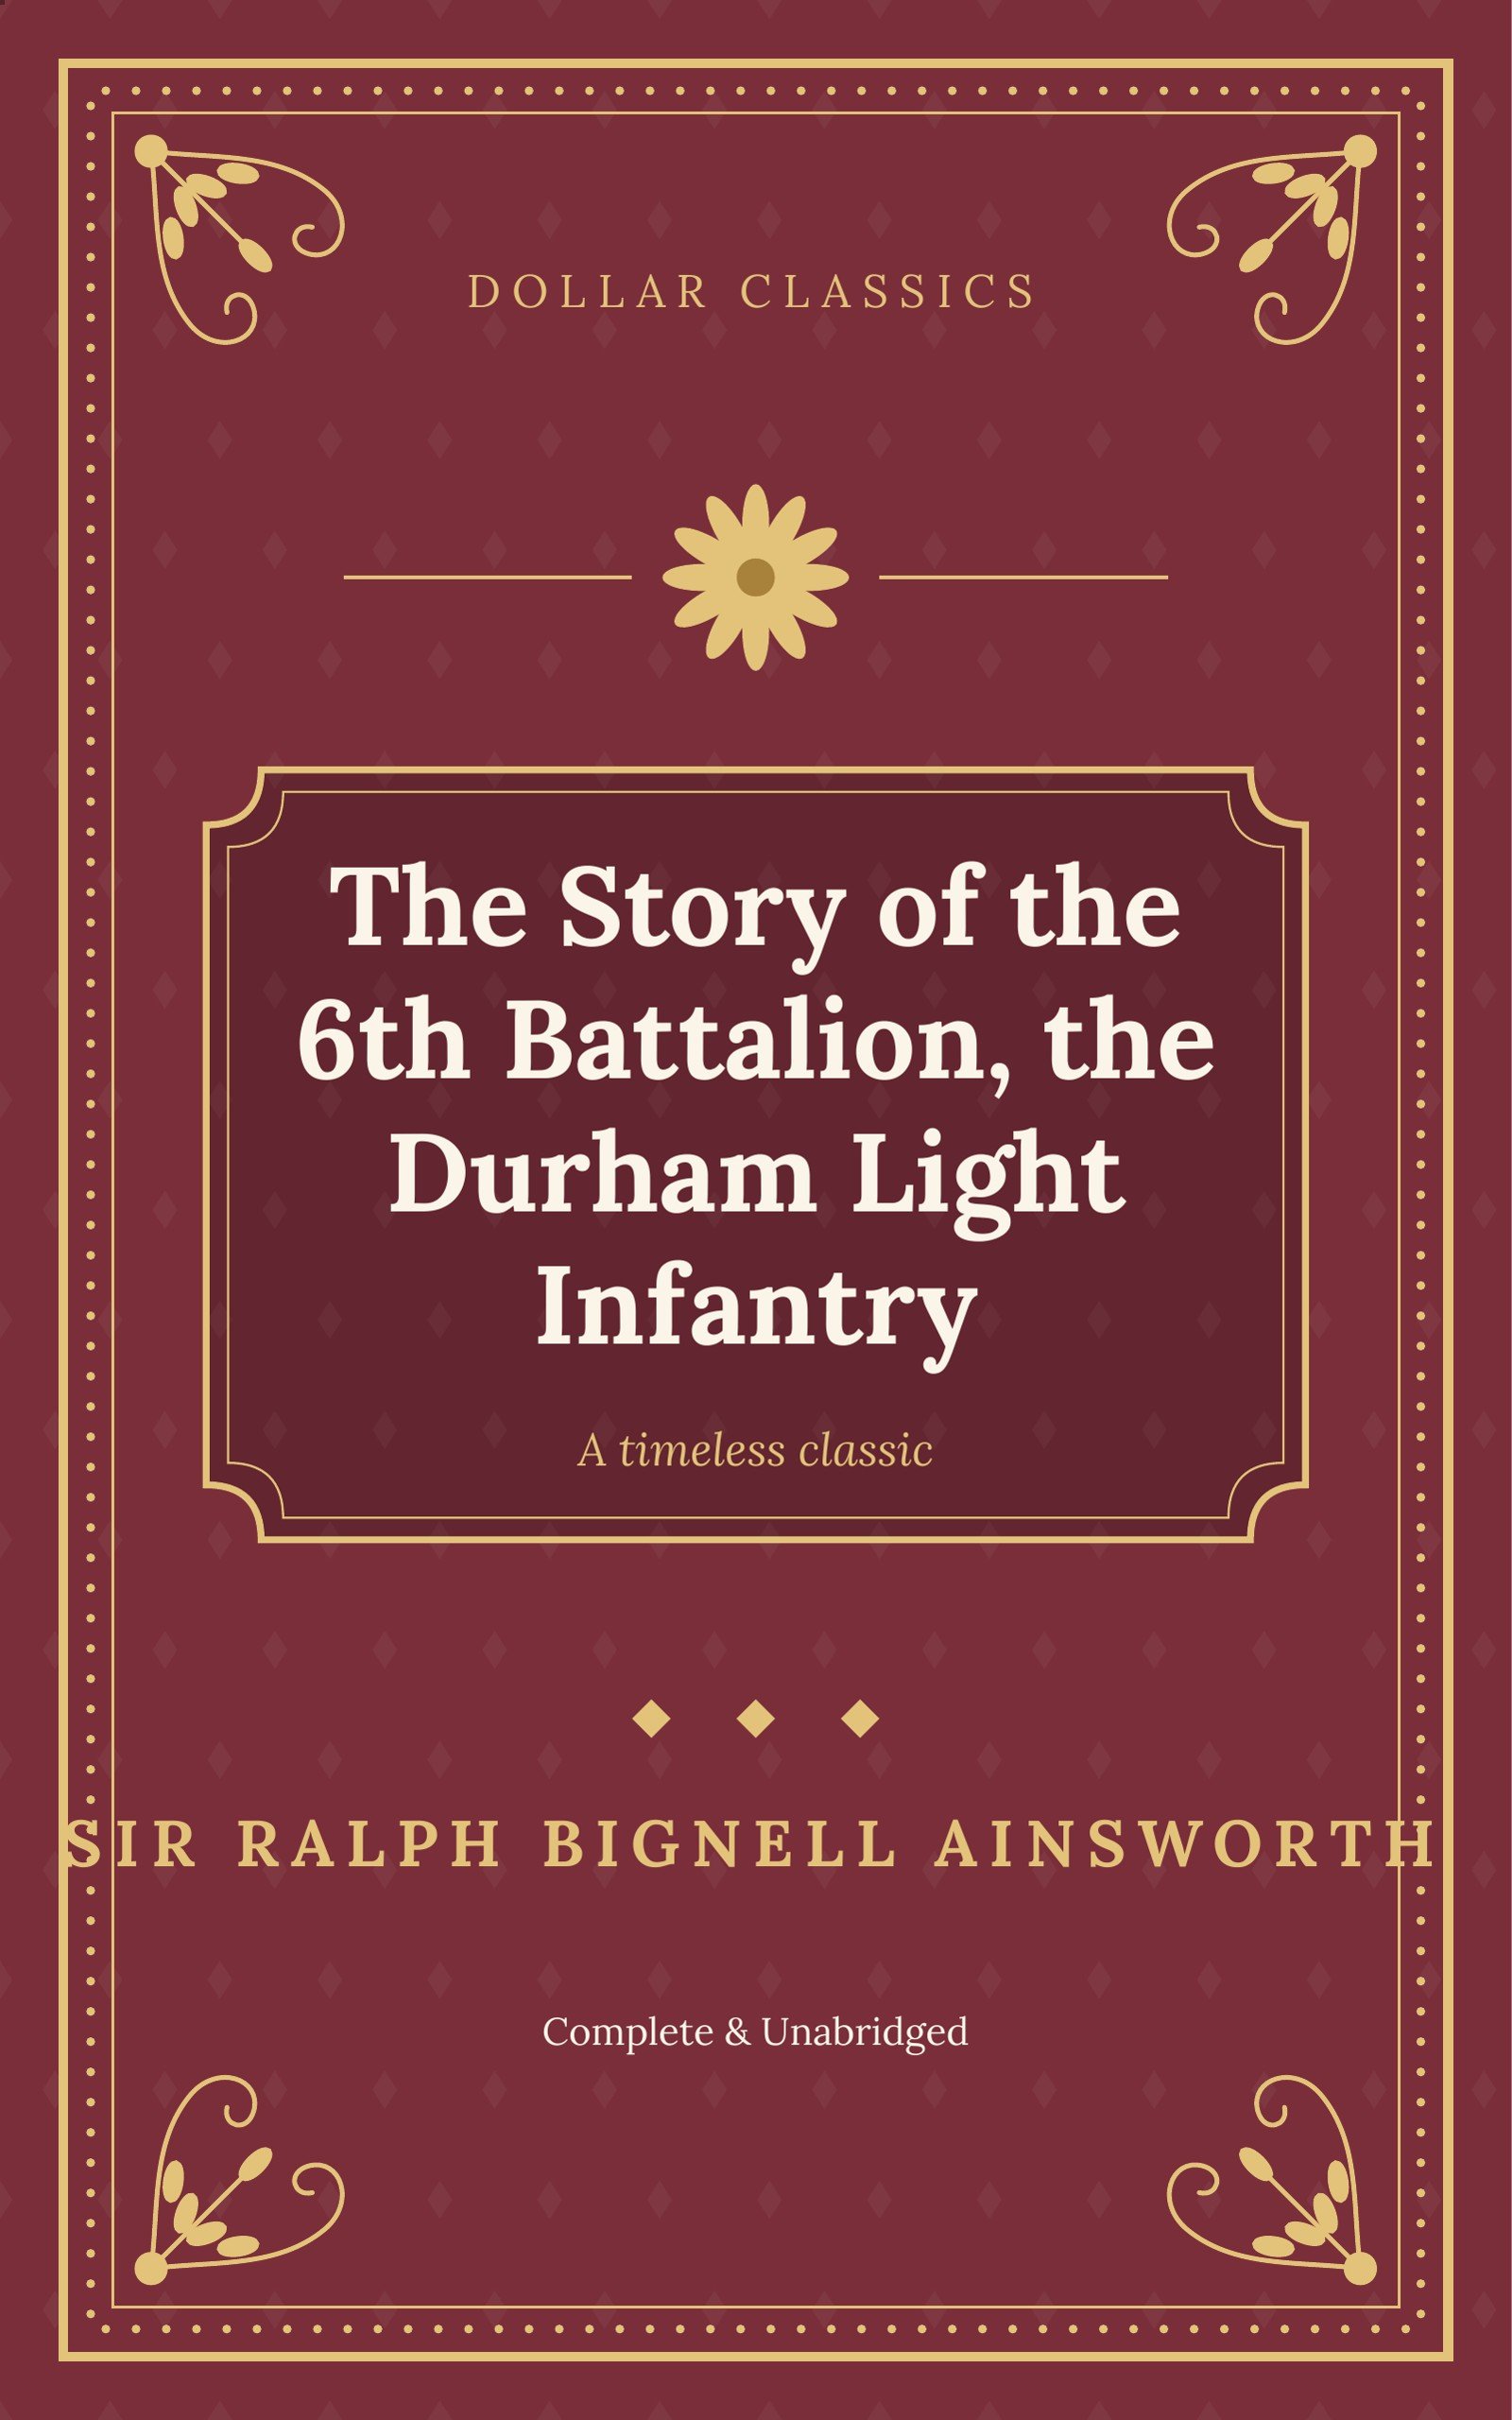 DOLLAR CLASSICS
The Story of the
6th Battalion, the
Durham Light
Infantry
A timeless classic
SIR RALPH BIGNELL AINSWORTH
Complete & Unabridged